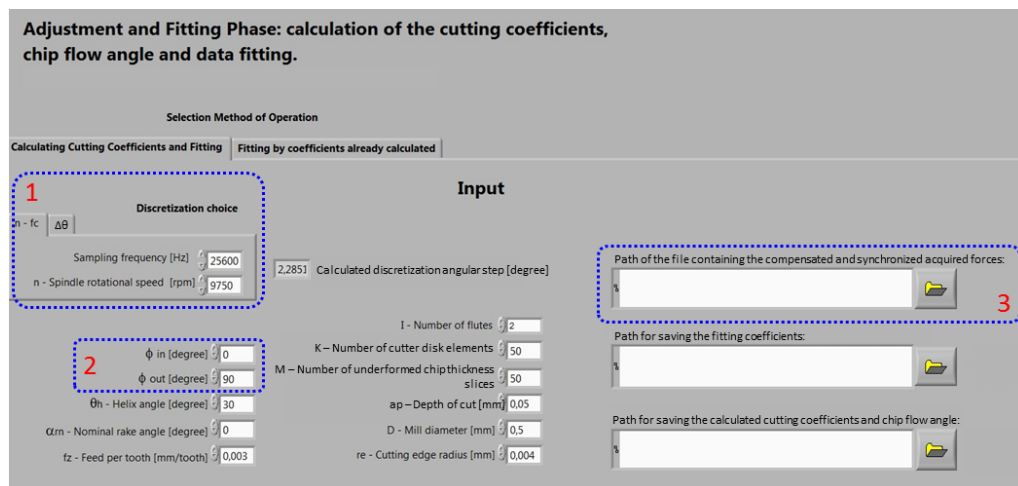 Adjustment and Fitting Phase: calculation of the cutting coefficients,
chip flow angle and data fitting.
Selection Method of Operation
Calculating Cutting Coefficients and Fitting
Fitting by coefficients already calculated
1
Discretization choice
n - fc
Δθ
Sampling frequency [Hz] 25600
n - Spindle rotational speed [rpm] 9750
2
ϕ in [degree] 0
ϕ out [degree] 90
θh - Helix angle [degree] 30
αrn - Nominal rake angle [degree] 0
fz - Feed per tooth [mm/tooth] 0,003
Input
2,2851 Calculated discretization angular step [degree]
I - Number of flutes 2
K – Number of cutter disk elements 50
M – Number of underformed chip thickness
slices 50
ap – Depth of cut [mm] 0,05
D - Mill diameter [mm] 0,5
re - Cutting edge radius [mm] 0,004
Path of the file containing the compensated and synchronized acquired forces:
3
Path for saving the fitting coefficients:
Path for saving the calculated cutting coefficients and chip flow angle: